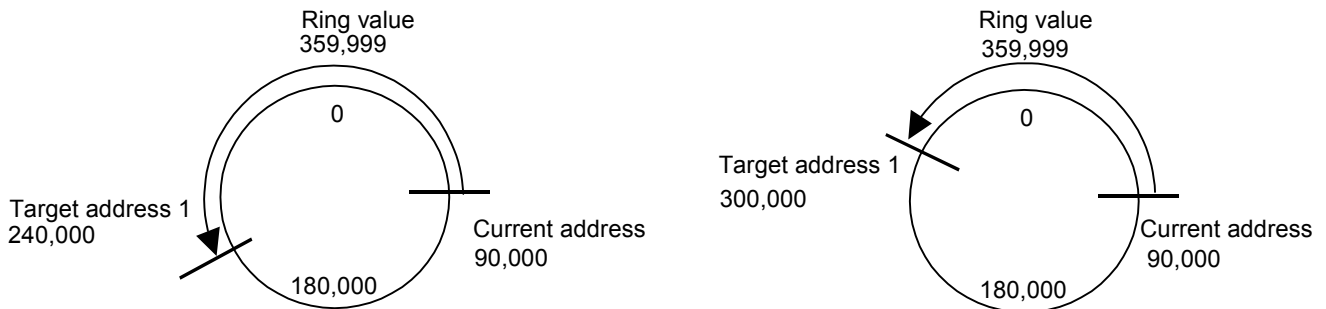 Ring value
359,999
0
Target address 1
240,000
Current address
90,000
180,000
Ring value
359,999
0
Target address 1
300,000
Current address
90,000
180,000